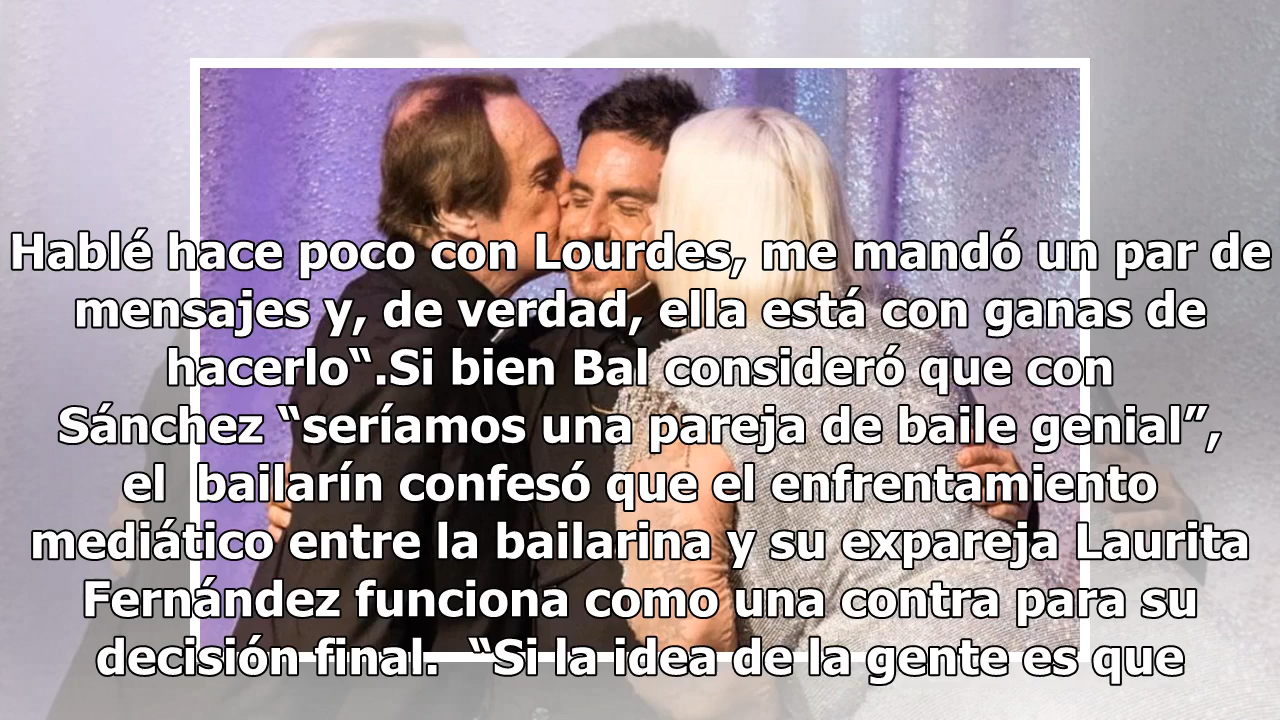 Hablé hace poco con Lourdes, me mandó un par de
mensajes y, de verdad, ella está con ganas de
hacerlo“.Si bien Bal consideró que con
Sánchez “seríamos una pareja de baile genial”,
el  bailarín confesó que el enfrentamiento
mediático entre la bailarina y su expareja Laurita
Fernández funciona como una contra para su
decisión final.  “Si la idea de la gente es que